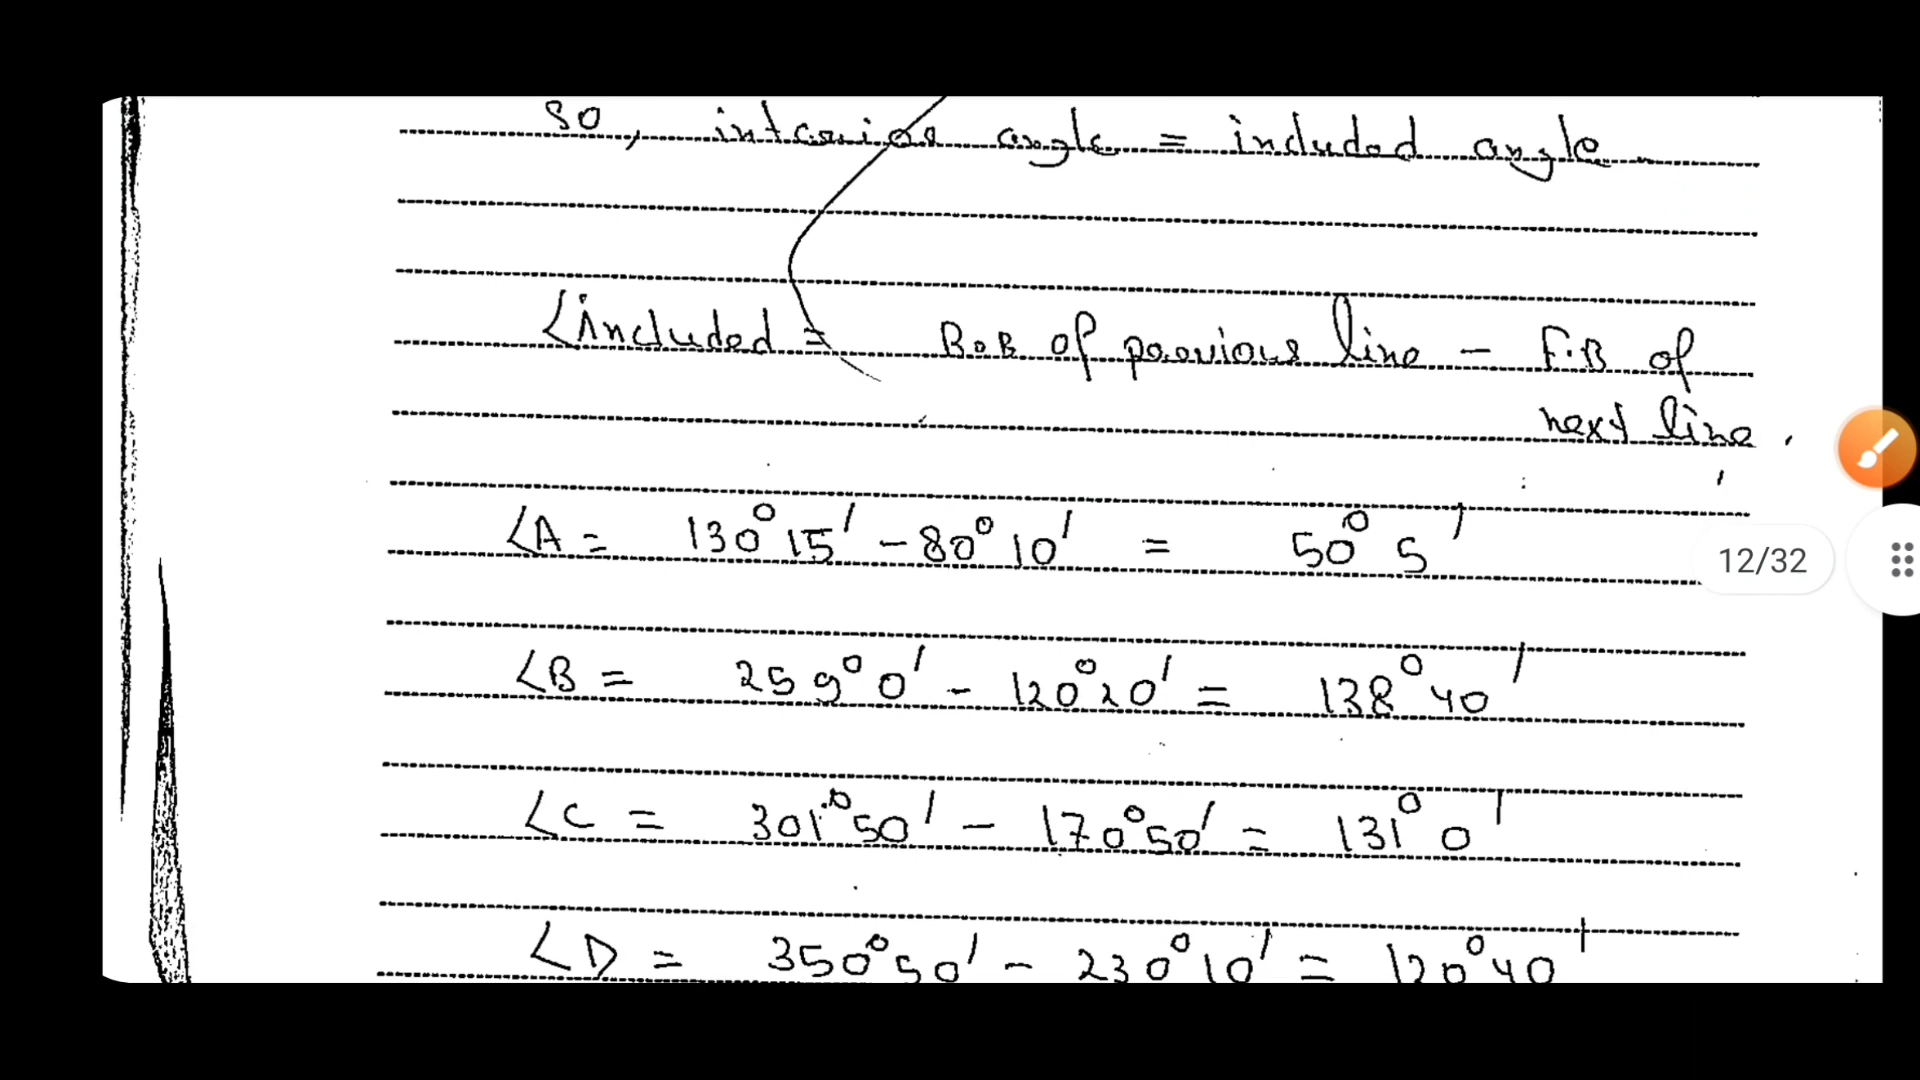 so, interior angle = included angle
∠included = B.B of previous line - F.B of
next line.
∠A = 130°15' - 80°10' = 50°5'
12/32
∠B = 259°0' - 120°20' = 138°40'
∠C = 301°50' - 170°50' = 131°0'
∠D = 350°50' - 230°10' = 120°40'